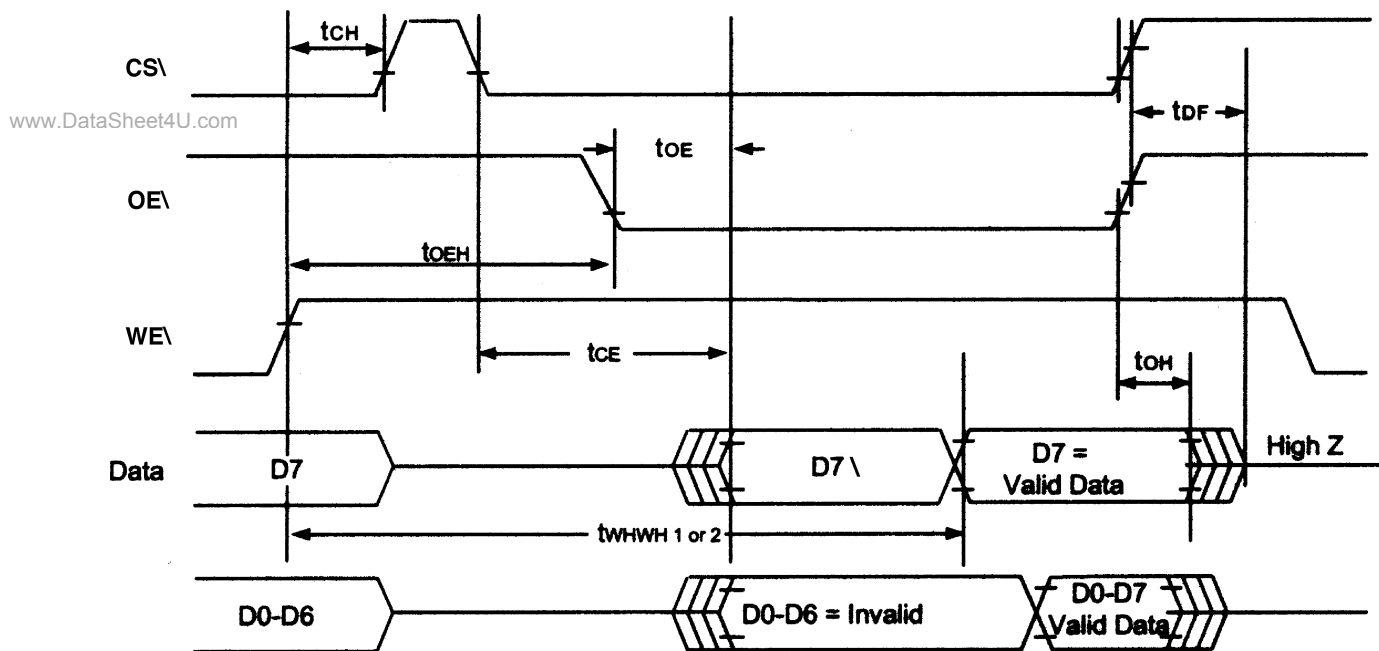 tCH
CS\
www.DataSheet4U.com
tDF
tOE
OE\
tOEH
WE\
tCE
tOH
Data
D7
D7 \
D7 =
Valid Data
High Z
tWHWH 1 or 2
D0-D6
D0-D6 = Invalid
D0-D7
Valid Data